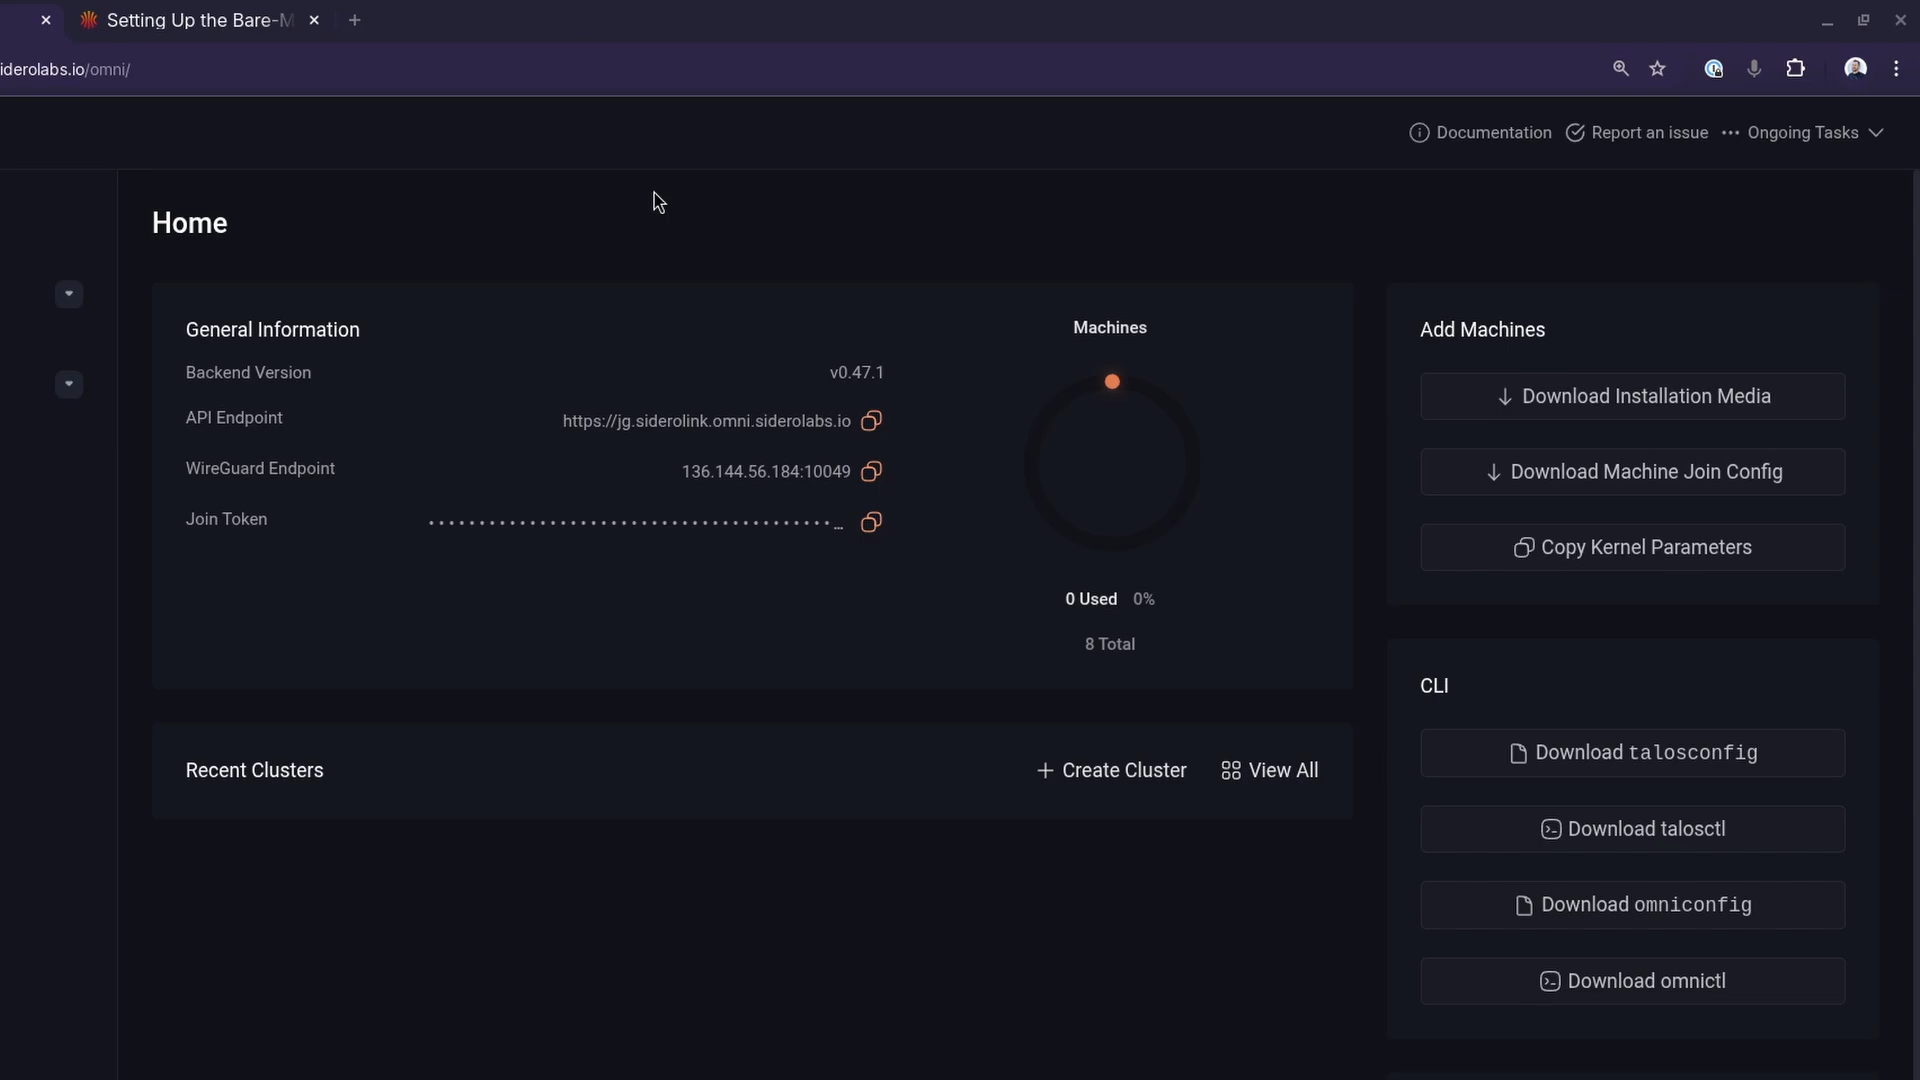 Setting Up the Bare-M
iderolabs.io/omni/
Documentation
Report an issue
Ongoing Tasks
Home
General Information
Backend Version
v0.47.1
API Endpoint
https://jg.siderolink.omni.siderolabs.io
WireGuard Endpoint
136.144.56.184:10049
Join Token
Machines
0 Used 0%
8 Total
Recent Clusters
Create Cluster
View All
Add Machines
Download Installation Media
Download Machine Join Config
Copy Kernel Parameters
CLI
Download talosconfig
Download talosctl
Download omniconfig
Download omnictl